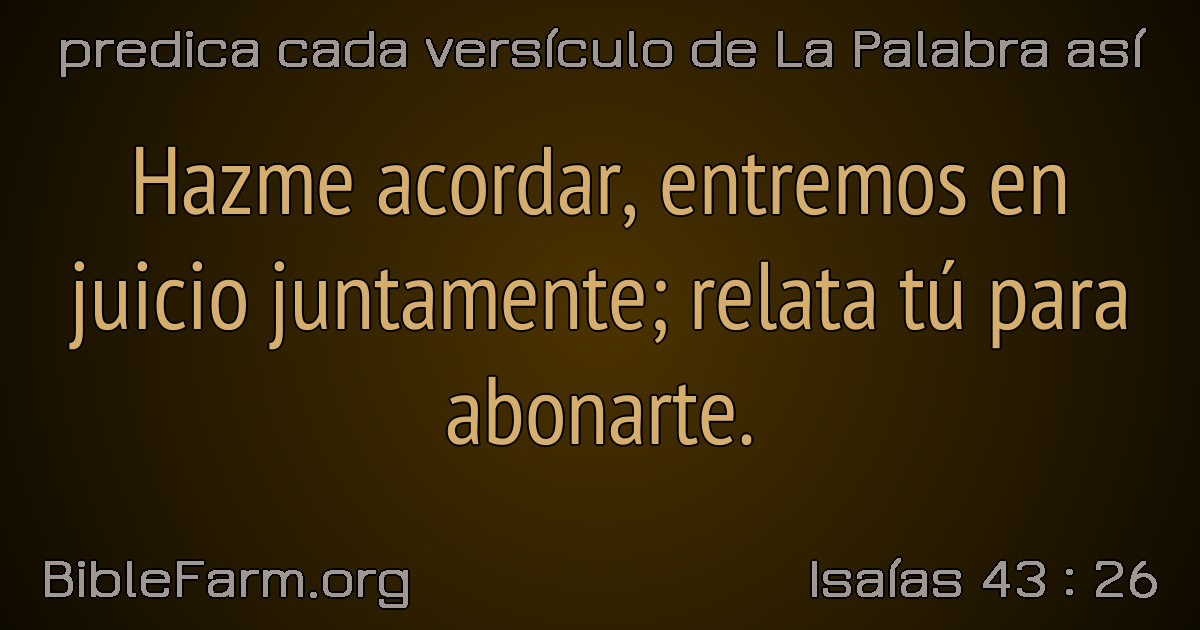 predica cada versículo de La Palabra así
Hazme acordar, entremos en
juicio juntamente; relata tú para
abonarte.
BibleFarm.org
Isaías 43 : 26